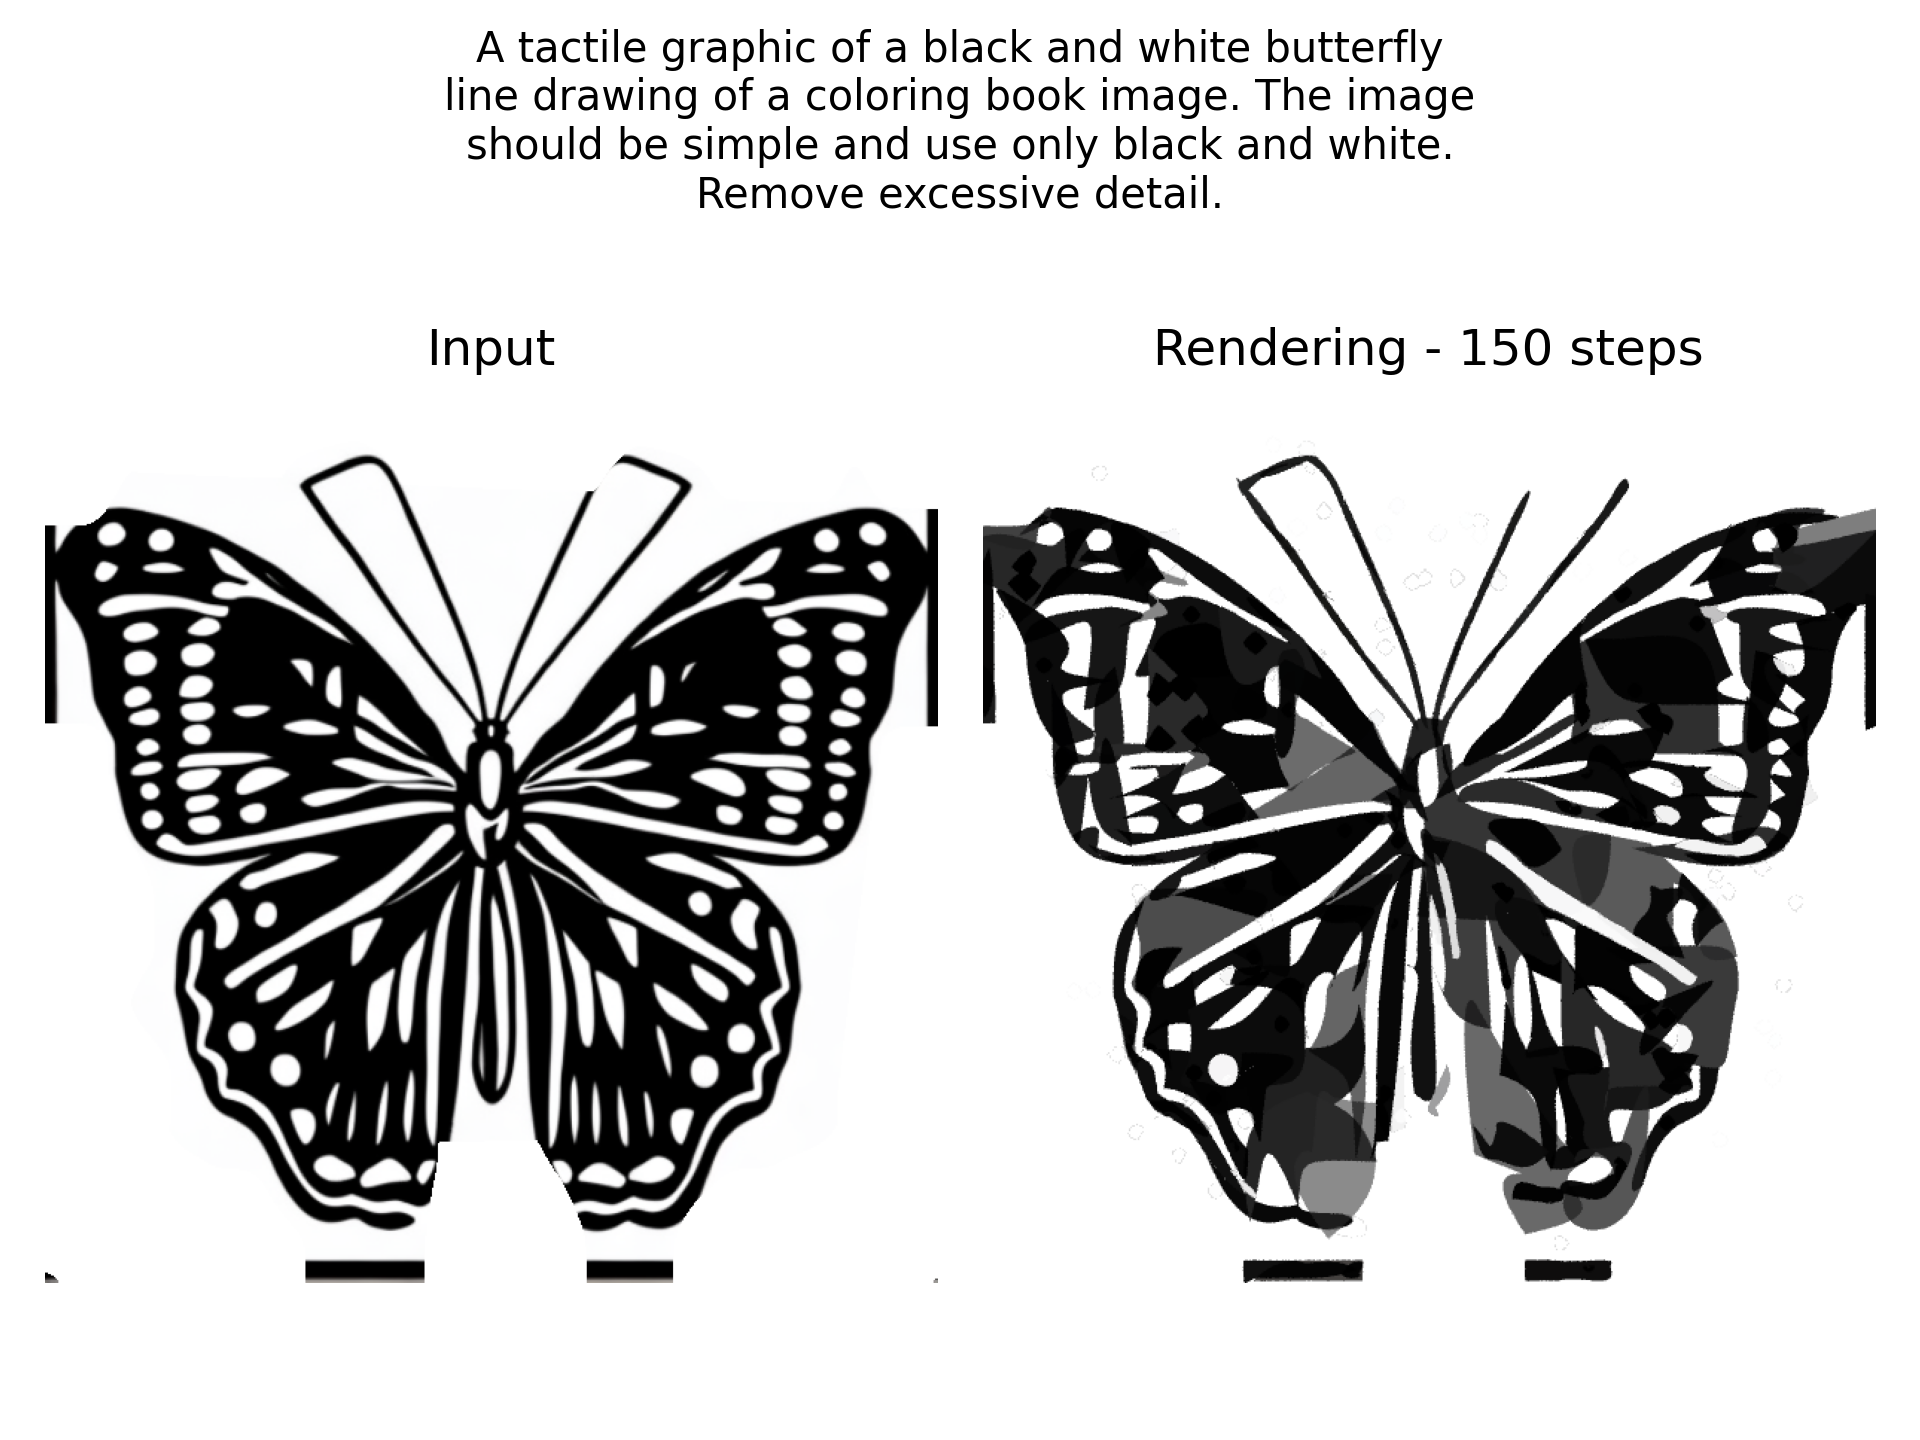 A tactile graphic of a black and white butterfly
line drawing of a coloring book image. The image
should be simple and use only black and white.
Remove excessive detail.
Input
Rendering - 150 steps